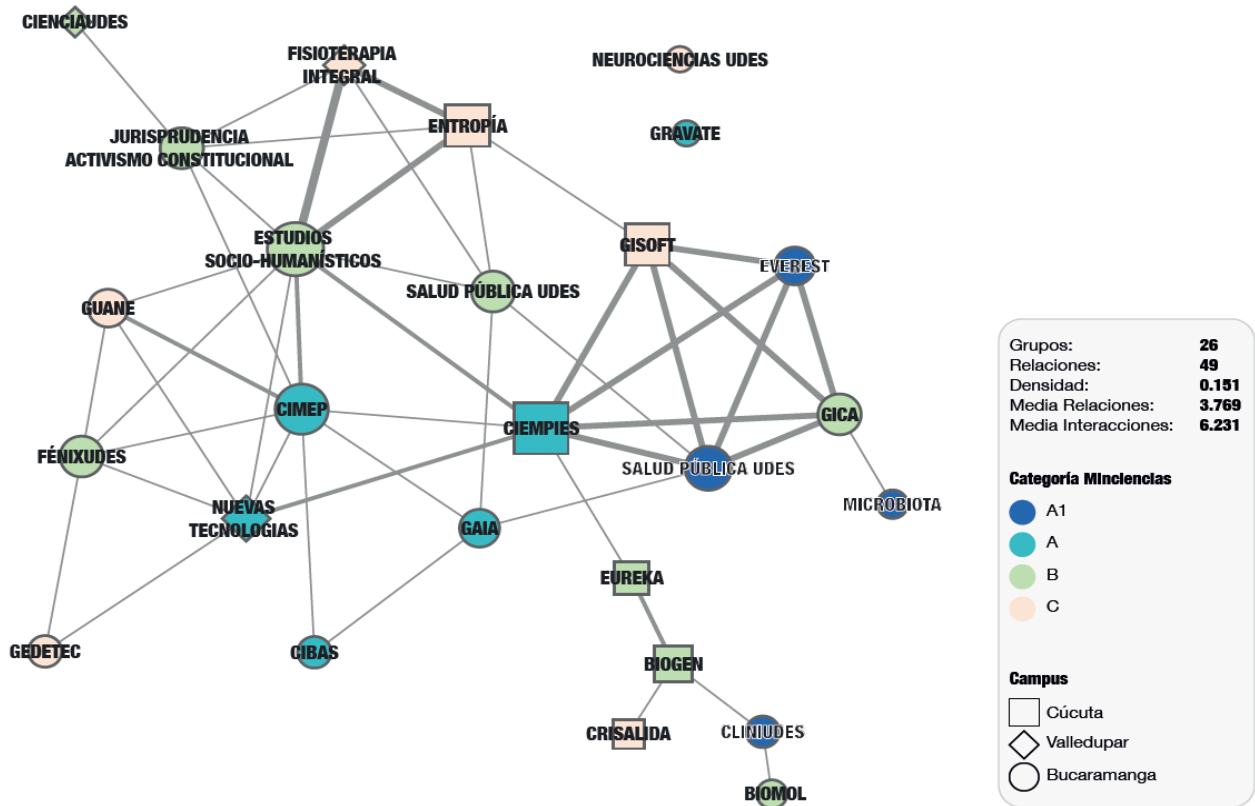 CIENCIAUDES
FISIOTERAPIA
INTEGRAL
NEUROCIENCIAS UDES
ENTROPÍA
GRAVATE
JURISPRUDENCIA
ACTIVISMO CONSTITUCIONAL
ESTUDIOS
SOCIO-HUMANÍSTICOS
GISOFT
EVEREST
SALUD PÚBLICA UDES
GUANE
CIMEP
CIEMPIES
GICA
FÉNIXUDES
SALUD PÚBLICA UDES
MICROBIOTA
NUEVAS
TECNOLOGIAS
GAIA
EUREKA
GEDETEC
CIBAS
BIOGEN
CRISALIDA
CLINIUDES
BIOMOL
Grupos: 26
Relaciones: 49
Densidad: 0.151
Media Relaciones: 3.769
Media Interacciones: 6.231
Categoría Minciencias
A1
A
B
C
Campus
Cúcuta
Valledupar
Bucaramanga